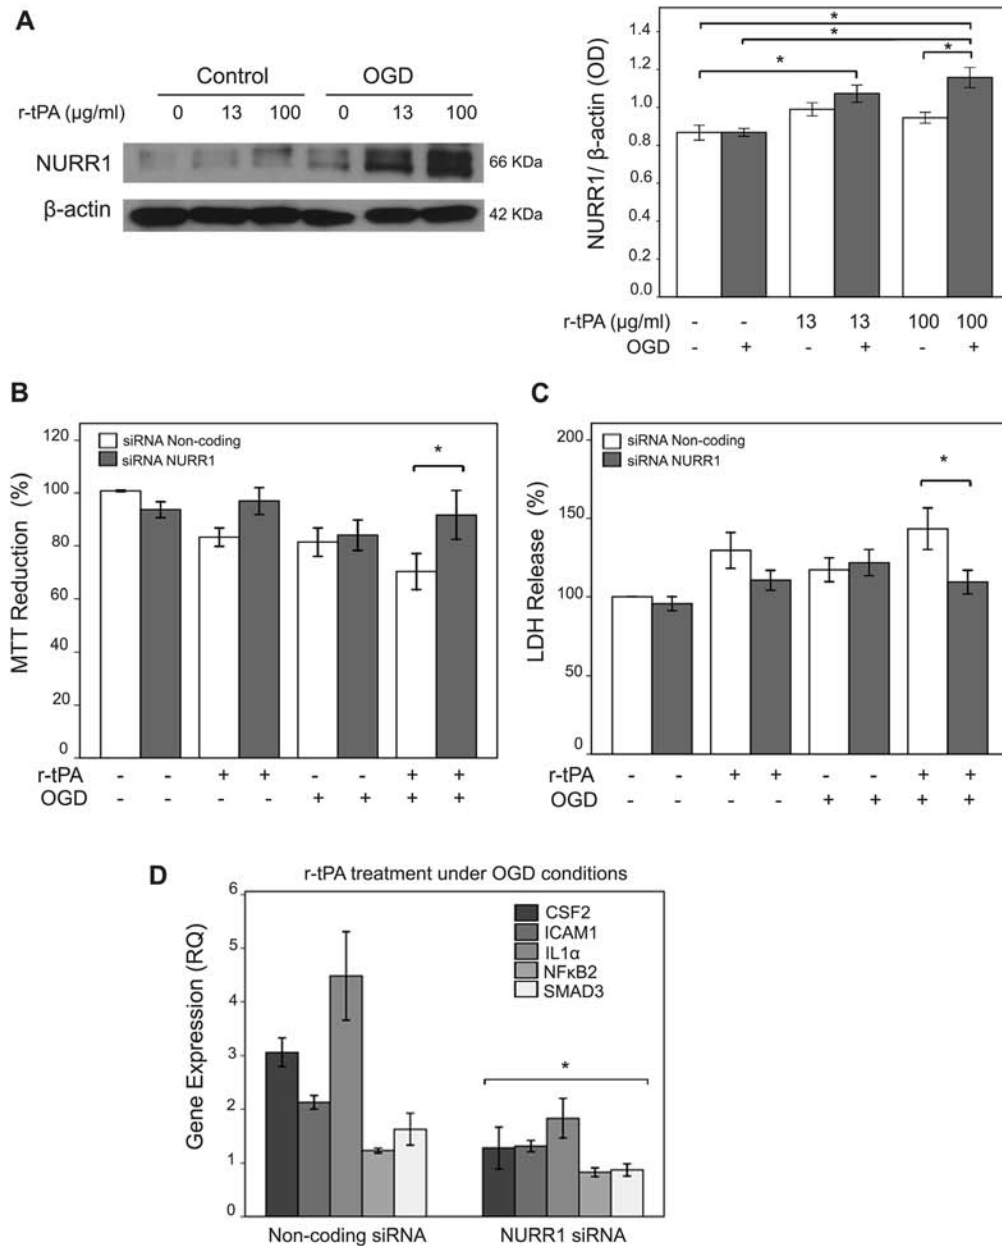 A
Control OGD
r-tPA (µg/ml) 0 13 100 0 13 100
NURR1 66 KDa
β-actin 42 KDa
NURR1/ β-actin (OD)
1.4
1.0
0.8
0.6
0.4
1.2
0.0
* * * *
r-tPA (µg/ml) - - 13 13 100 100
OGD - + - + - +
B
siRNA Non-coding
siRNA NURR1
*
MTT Reduction (%)
120
100
80
60
40
20
0
r-tPA - - + + - - + +
OGD - - - - + + + +
C
siRNA Non-coding
siRNA NURR1
*
LDH Release (%)
200
150
100
50
0
r-tPA - - + + - - + +
OGD - - - - + + + +
D
r-tPA treatment under OGD conditions
Gene Expression (RQ)
6
5
4
3
2
1
0
CSF2
ICAM1
IL1α
NFκB2
SMAD3
*
Non-coding siRNA NURR1 siRNA